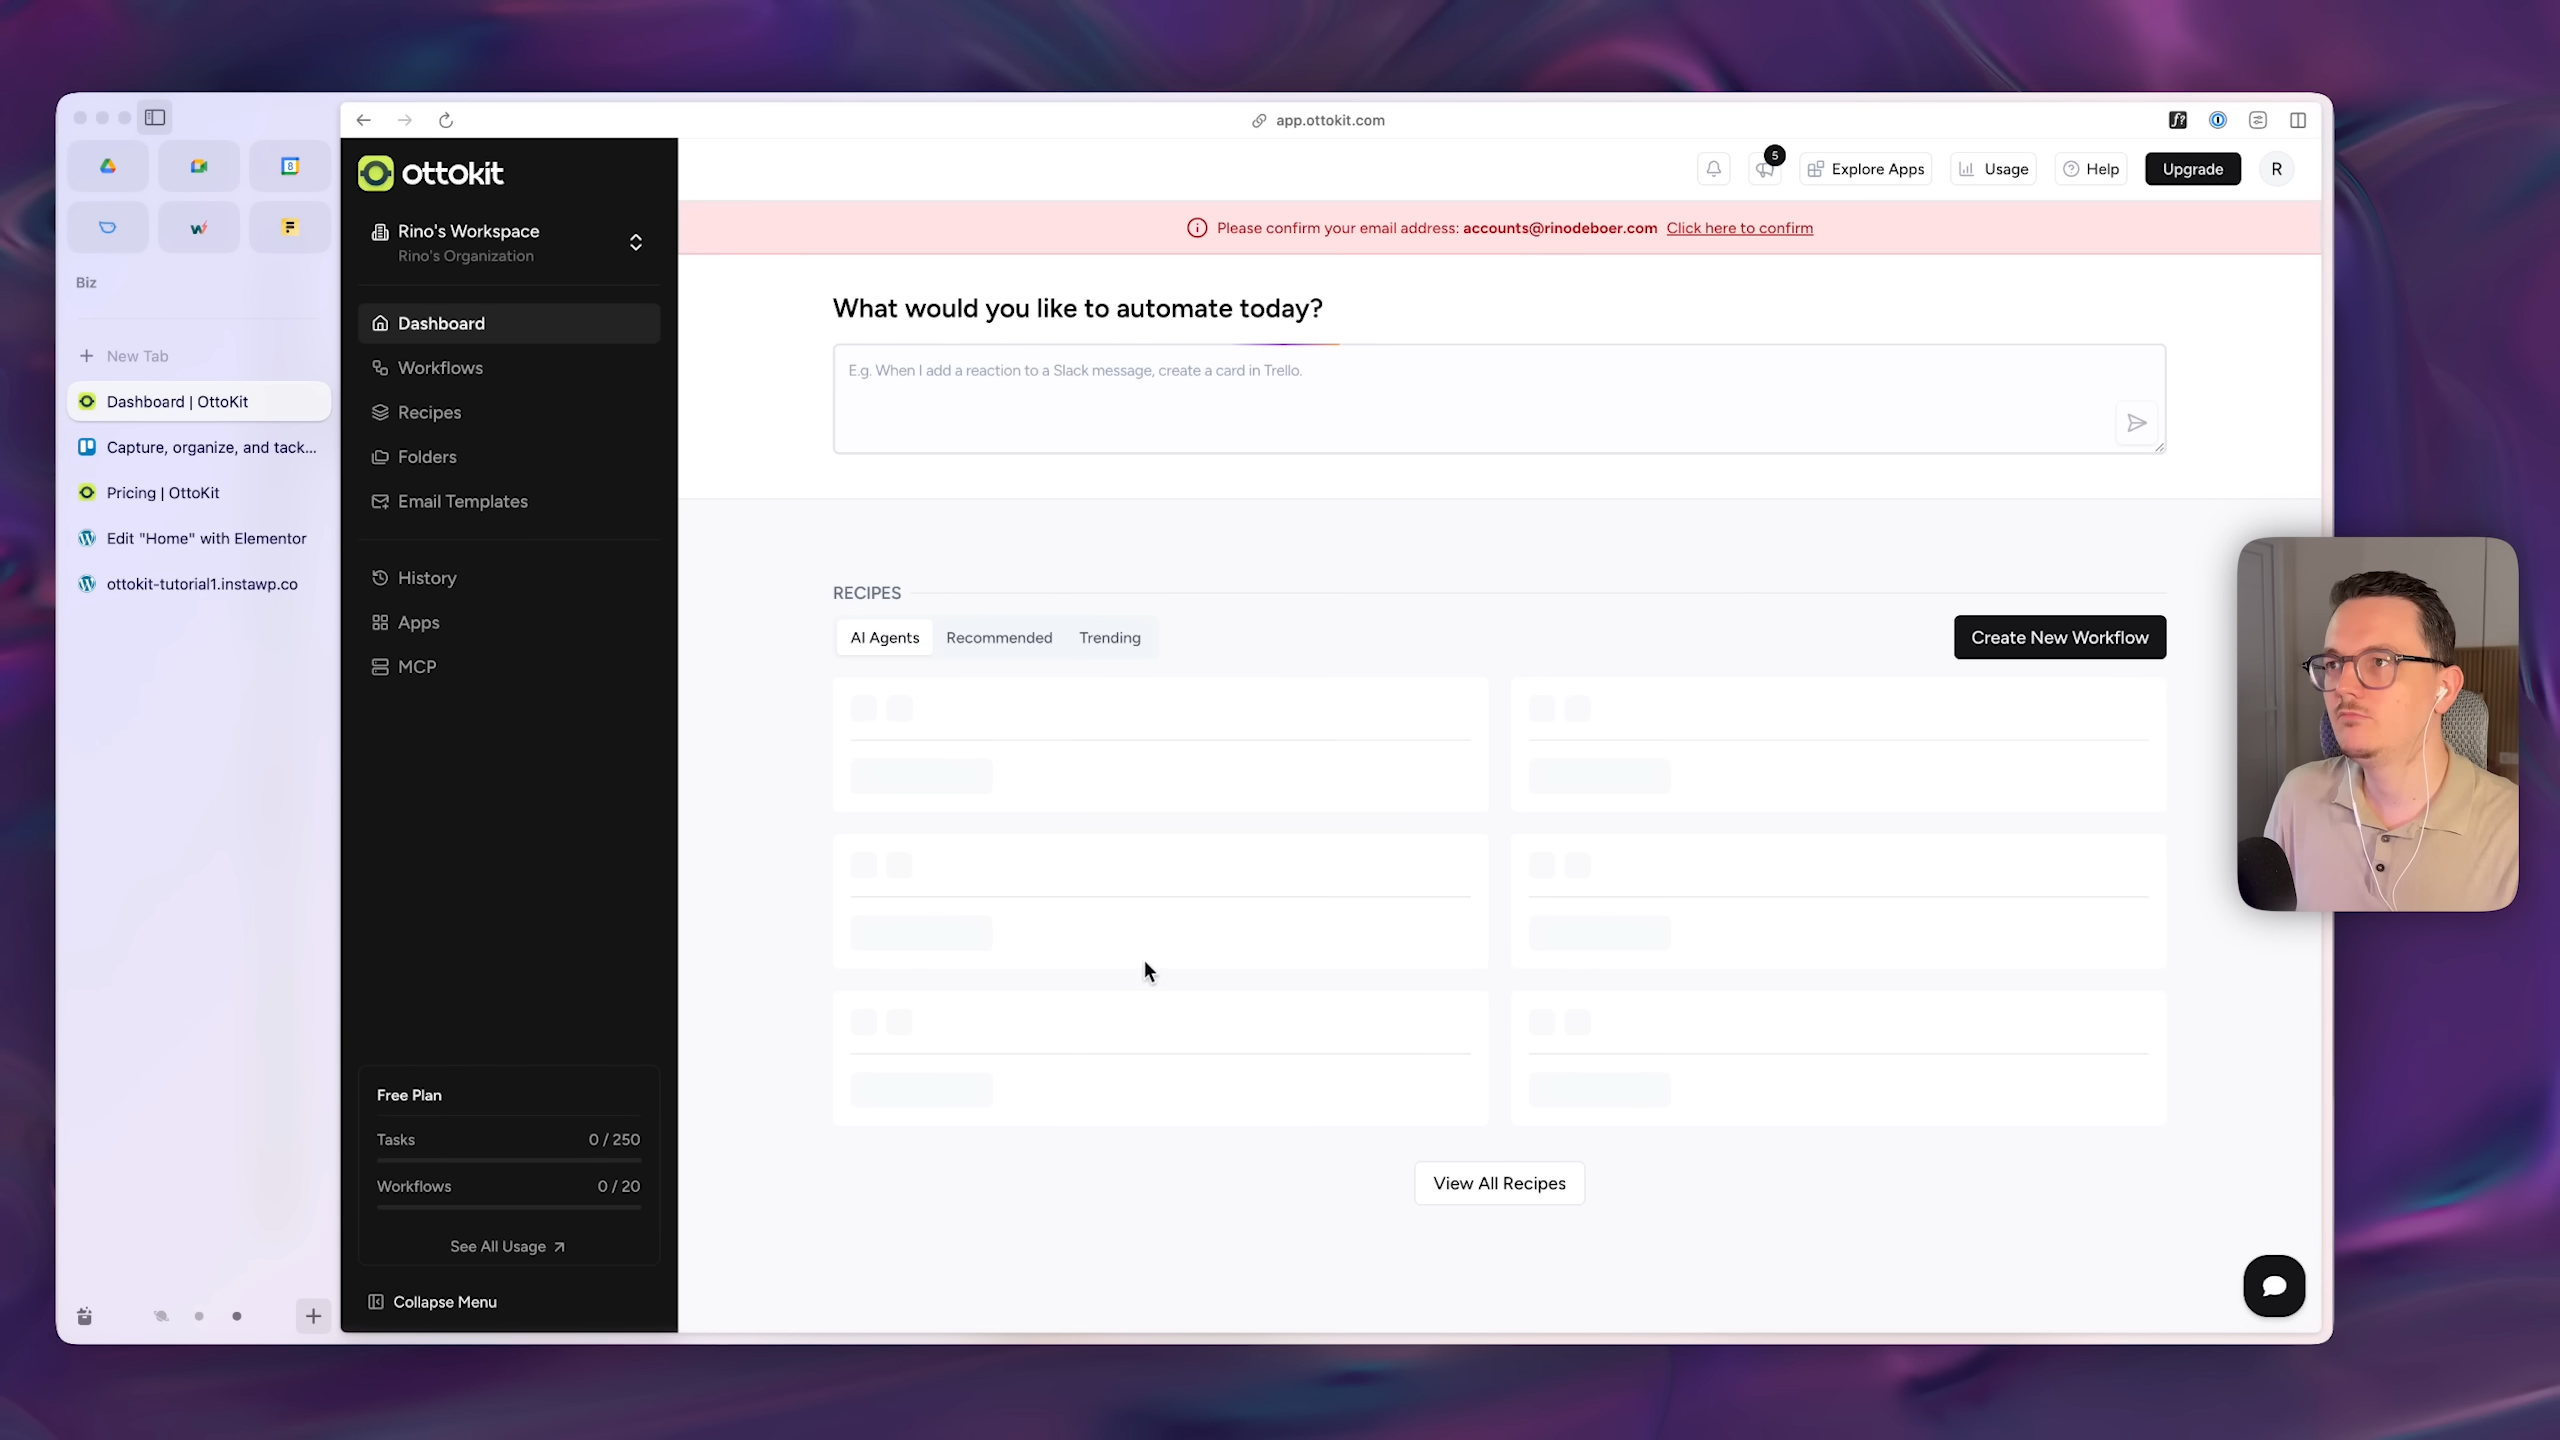 app.ottokit.com
Biz
New Tab
Dashboard | OttoKit
Capture, organize, and tack...
Pricing | OttoKit
Edit "Home" with Elementor
ottokit-tutorial1.instawp.co
ottokit
Rino's Workspace
Rino's Organization
Dashboard
Workflows
Recipes
Folders
Email Templates
History
Apps
MCP
Free Plan
Tasks 0 / 250
Workflows 0 / 20
See All Usage
Collapse Menu
5
Explore Apps
Usage
Help
Upgrade
R
Please confirm your email address: accounts@rinodeboer.com Click here to confirm
What would you like to automate today?
E.g. When I add a reaction to a Slack message, create a card in Trello.
RECIPES
AI Agents
Recommended
Trending
Create New Workflow
View All Recipes